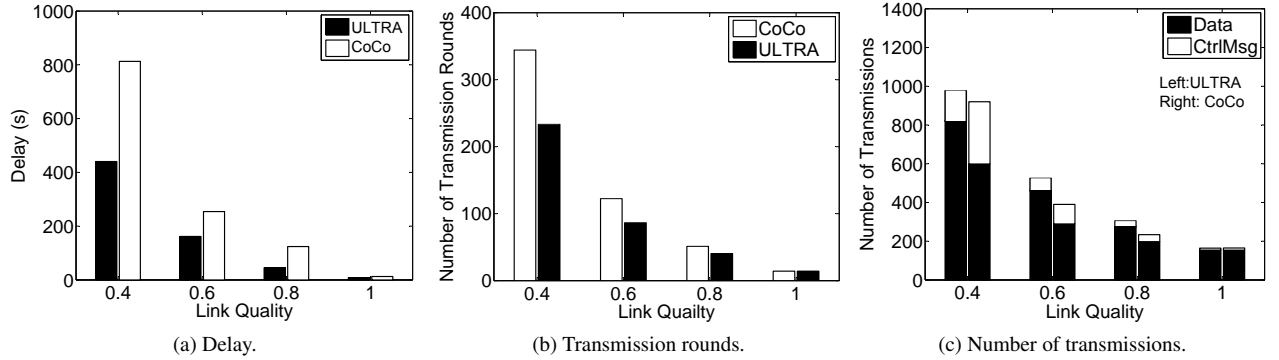 1000
800
600
400
200
0
Delay (s)
ULTRA
CoCo
0.4 0.6 0.8 1
Link Quality
(a) Delay.
400
300
200
100
0
Number of Transmission Rounds
CoCo
ULTRA
0.4 0.6 0.8 1
Link Qualty
(b) Transmission rounds.
1400
1200
1000
800
600
400
200
0
Number of Transmissions
Data
CtrlMsg
Left:ULTRA
Right: CoCo
0.4 0.6 0.8 1
Link Quality
(c) Number of transmissions.